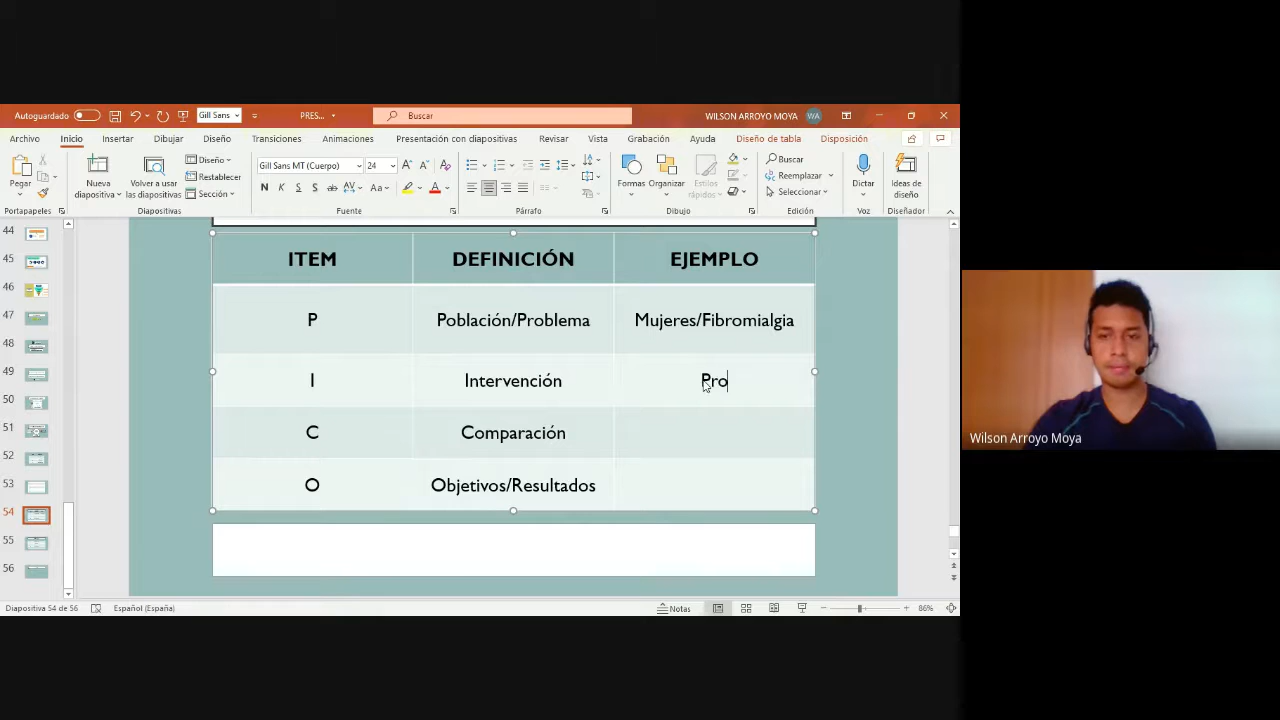 Autoguardado
Gill Sans
PRES...
Buscar
WILSON ARROYO MOYA
WA
Archivo Inicio Insertar Dibujar Diseño Transiciones Animaciones Presentación con diapositivas Revisar Vista Grabación Ayuda Diseño de tabla Disposición
Pegar
Nueva diapositiva
Volver a usar las diapositivas
Diseño
Restablecer
Sección
Gill Sans MT (Cuerpo) 24
N K S S ab AV Aa A
Formas Organizar Estilos rápidos
Buscar
Reemplazar
Seleccionar
Dictar
Ideas de diseño
Portapapeles Diapositivas Fuente Párrafo Dibujo Edición Voz Diseñador
44
45
46
47
48
49
50
51
52
53
54
55
56
ITEM DEFINICIÓN EJEMPLO
P Población/Problema Mujeres/Fibromialgia
I Intervención Pro
C Comparación
O Objetivos/Resultados
Wilson Arroyo Moya
Diapositiva 54 de 56 Español (España) Notas 86%